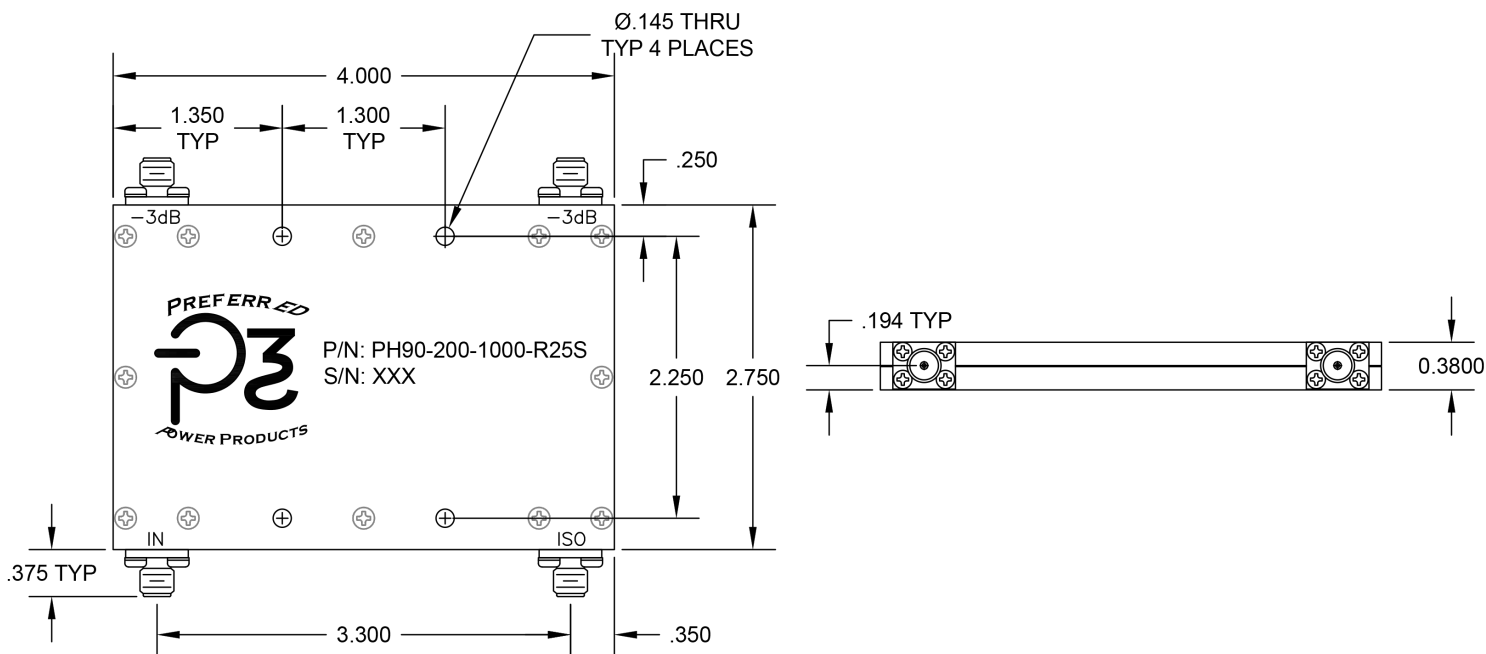 Ø.145 THRU
TYP 4 PLACES
4.000
1.350
TYP
1.300
TYP
.250
−3dB
−3dB
PREFERRED
P3
POWER PRODUCTS
P/N: PH90-200-1000-R25S
S/N: XXX
2.250
2.750
.194 TYP
0.3800
IN
ISO
.375 TYP
3.300
.350